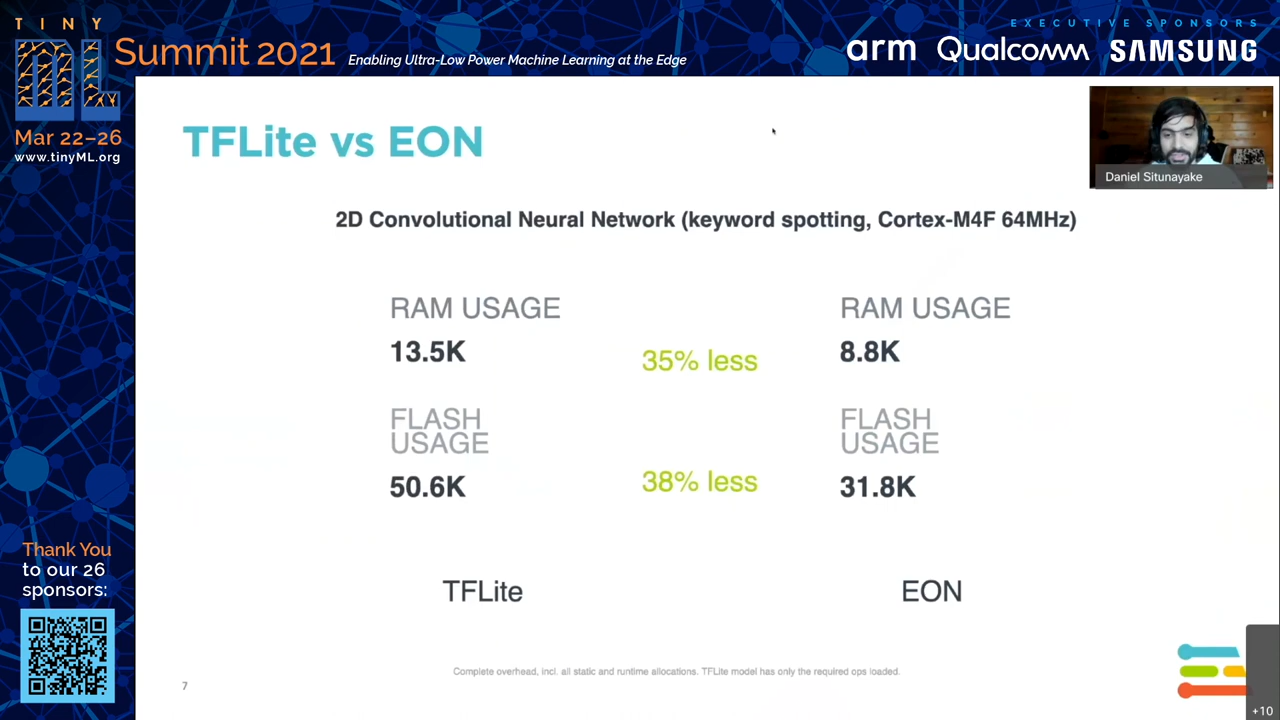 TINY
ML
Summit 2021
Enabling Ultra-Low Power Machine Learning at the Edge
EXECUTIVE SPONSORS
arm Qualcomm SAMSUNG
Mar 22–26
www.tinyML.org
TFLite vs EON
Daniel Situnayake
2D Convolutional Neural Network (keyword spotting, Cortex-M4F 64MHz)
RAM USAGE
13.5K
35% less
RAM USAGE
8.8K
FLASH
USAGE
50.6K
38% less
FLASH
USAGE
31.8K
TFLite
EON
Thank You
to our 26
sponsors:
Complete overhead, incl. all static and runtime allocations. TFLite model has only the required ops loaded.
7
+10